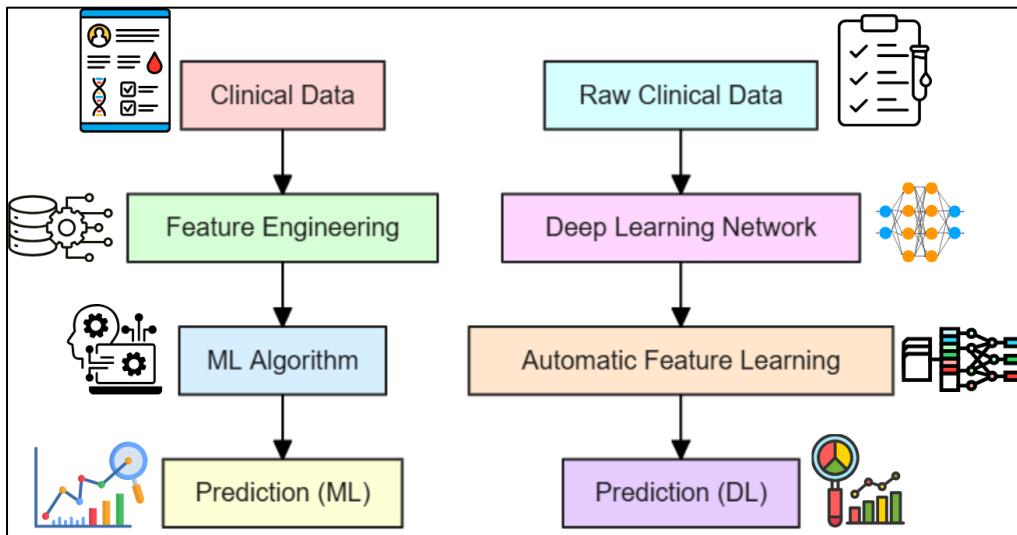 Clinical Data
Raw Clinical Data
Feature Engineering
Deep Learning Network
ML Algorithm
Automatic Feature Learning
Prediction (ML)
Prediction (DL)